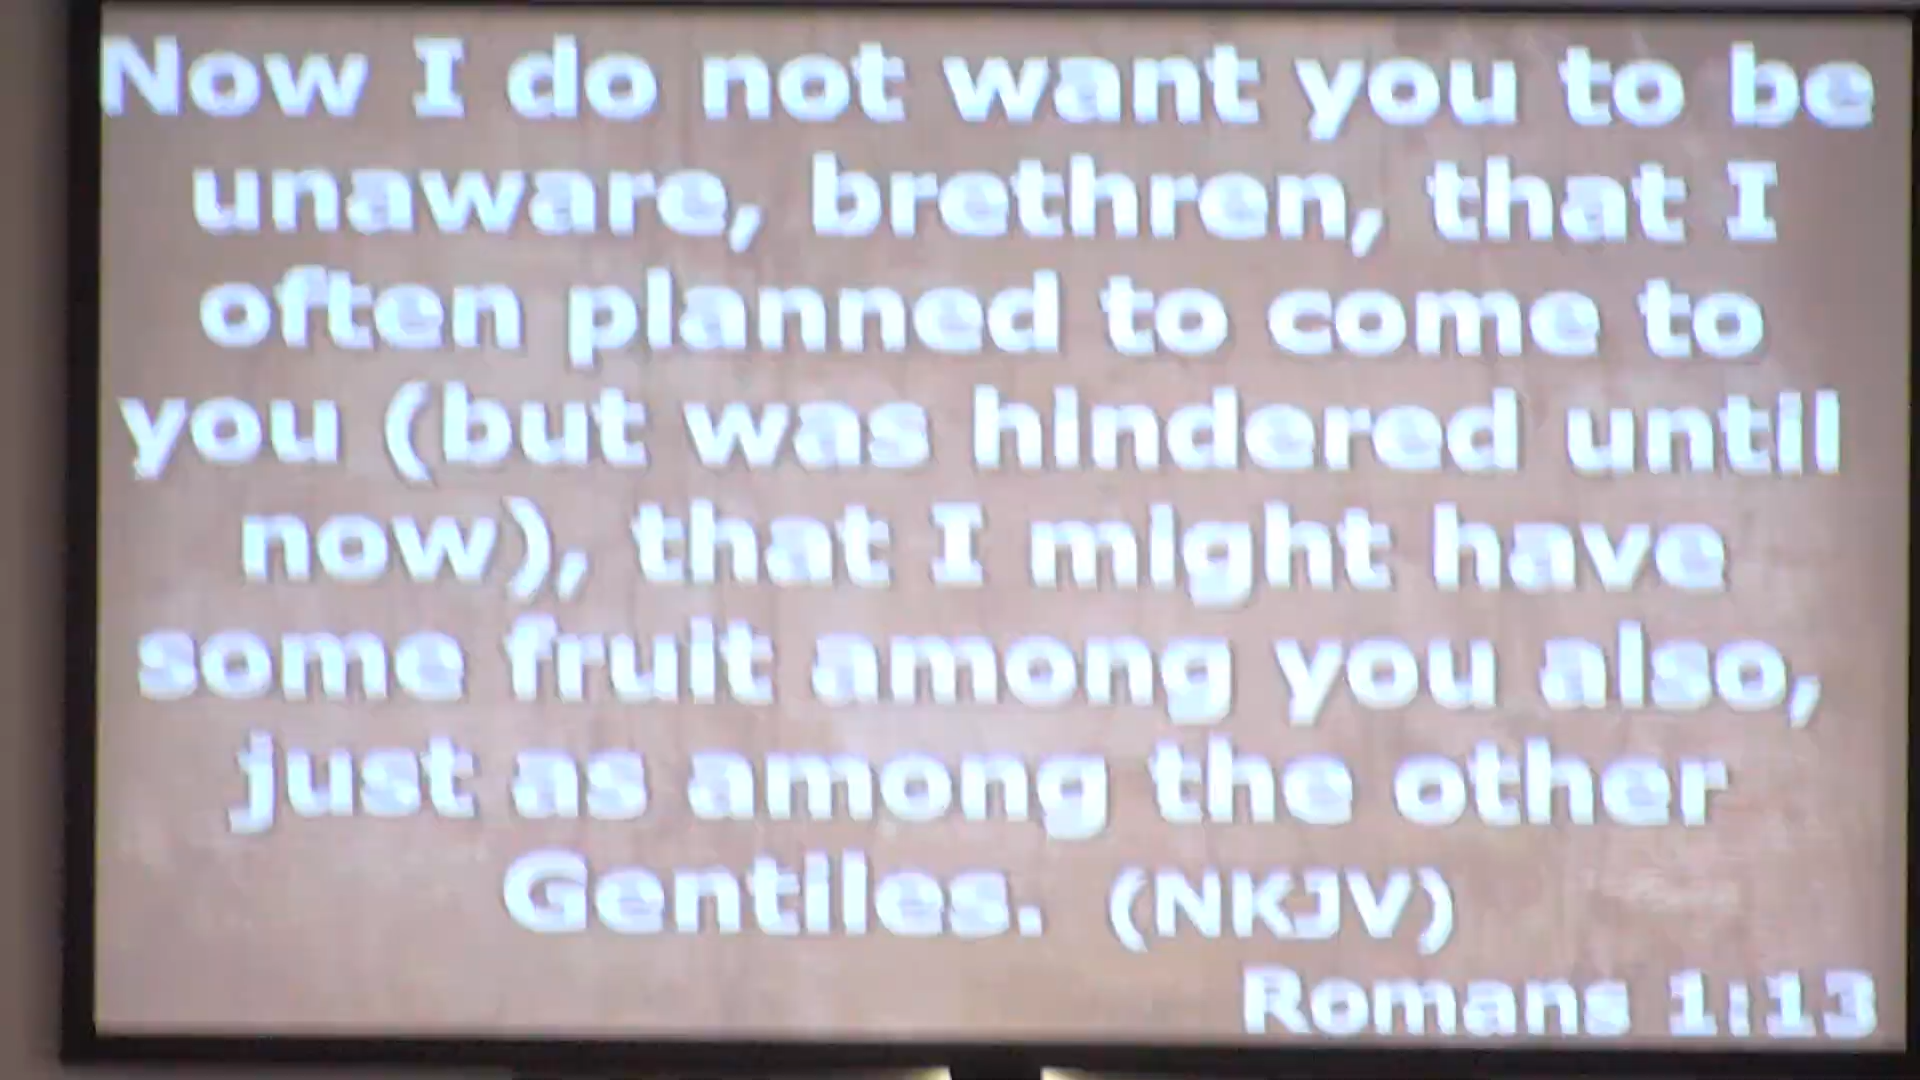 Now I do not want you to be
unaware, brethren, that I
often planned to come to
you (but was hindered until
now), that I might have
some fruit among you also,
just as among the other
Gentiles. (NKJV)
Romans 1:13